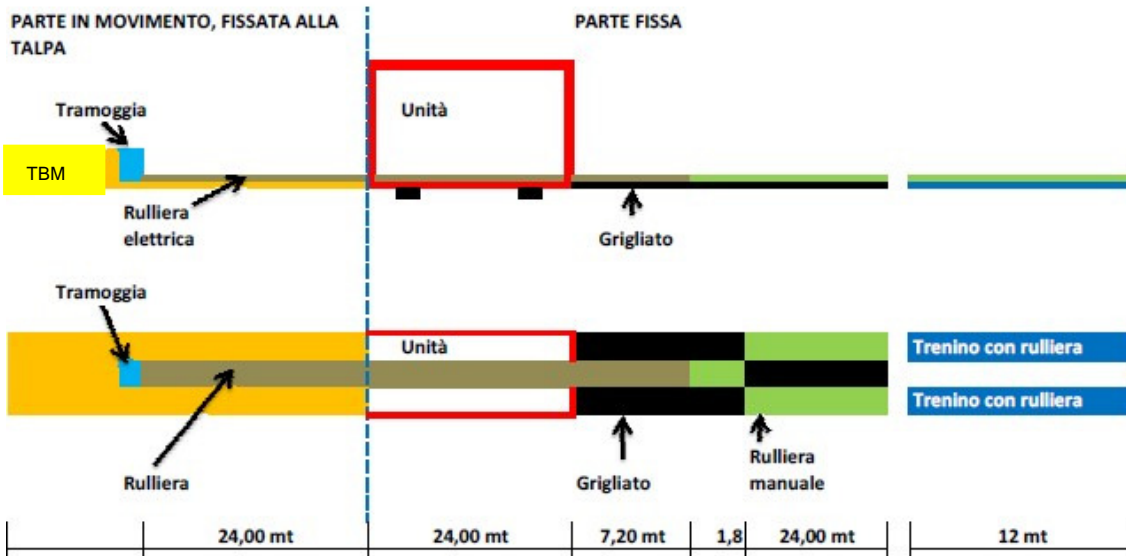 PARTE IN MOVIMENTO, FISSATA ALLA
TALPA
PARTE FISSA
Tramoggia
Unità
TBM
Rulliera
elettrica
Grigliato
Tramoggia
Unità
Trenino con rulliera
Trenino con rulliera
Rulliera
Grigliato
Rulliera
manuale
24,00 mt
24,00 mt
7,20 mt
1,8
24,00 mt
12 mt